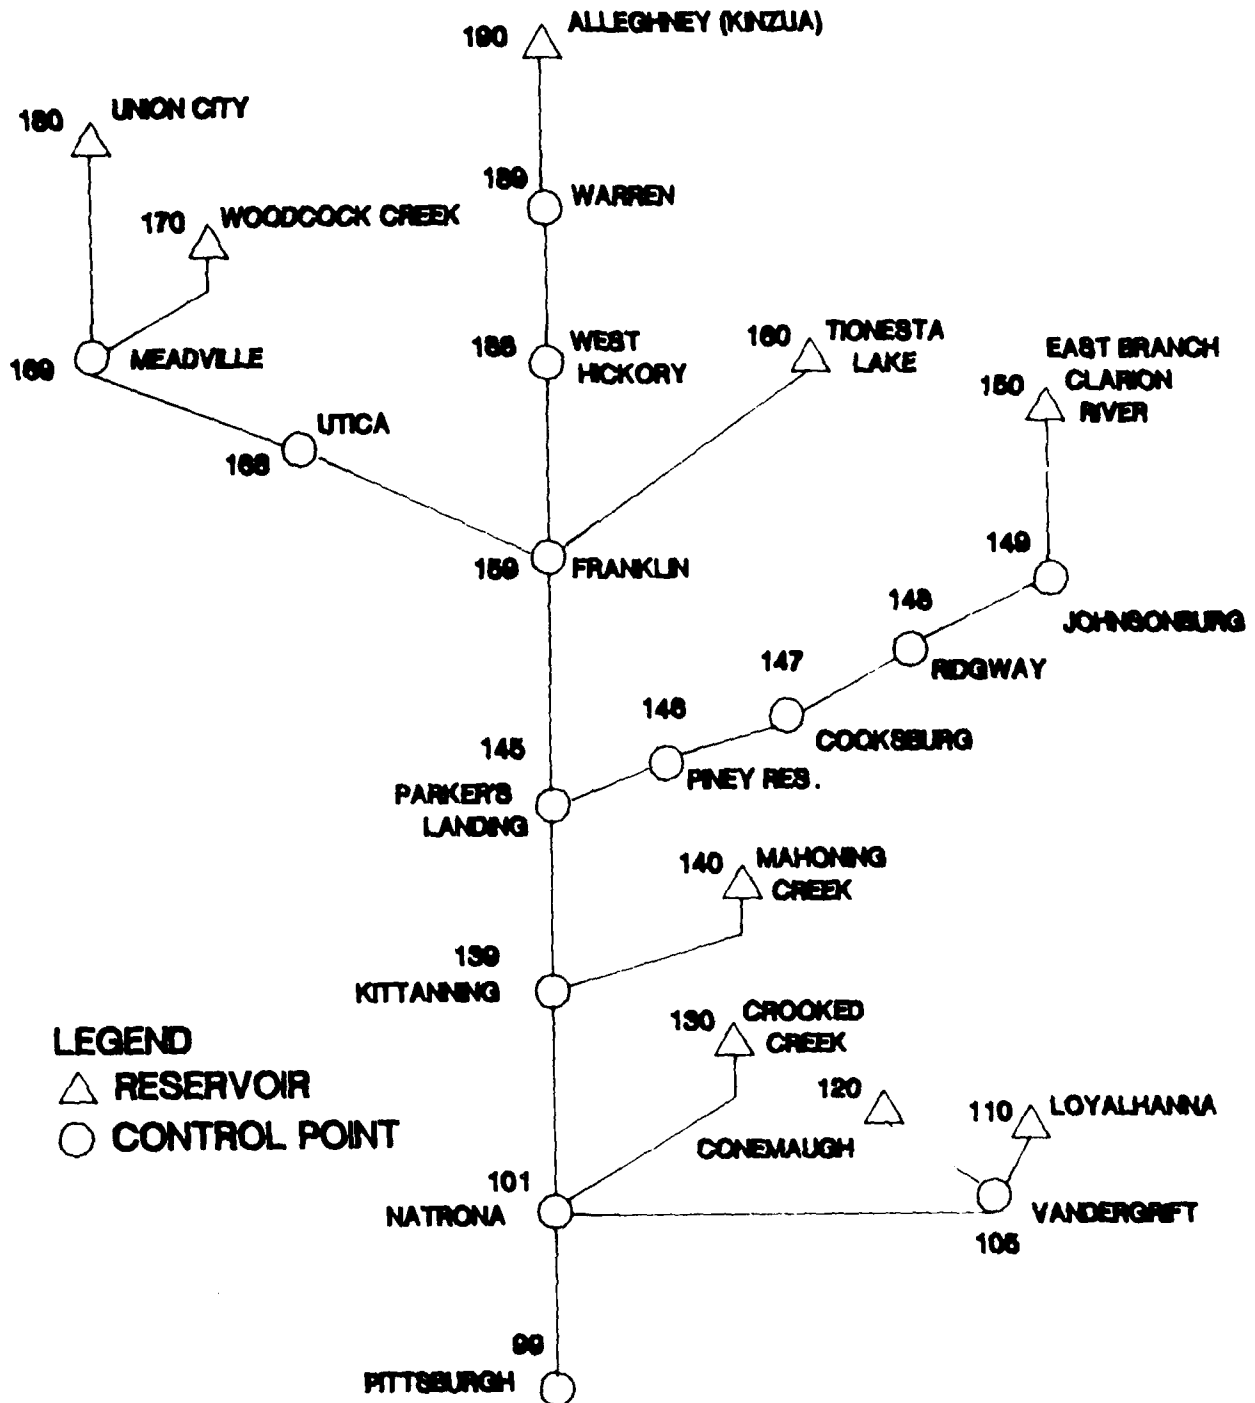 190
ALLEGHNEY (KINZUA)
180
UNION CITY
189
WARREN
170
WOODCOCK CREEK
169
MEADVILLE
188
WEST
HICKORY
160
TIONESTA
LAKE
EAST BRANCH
CLARION
RIVER
150
UTICA
168
159
FRANKLIN
149
JOHNSONBURG
148
RIDGWAY
147
COOKSBURG
146
PINEY RES.
145
PARKER'S
LANDING
140
MAHONING
CREEK
139
KITTANNING
130
CROOKED
CREEK
LEGEND
RESERVOIR
CONTROL POINT
120
CONEMAUGH
110
LOYALHANNA
101
NATRONA
VANDERGRIFT
105
99
PITTSBURGH